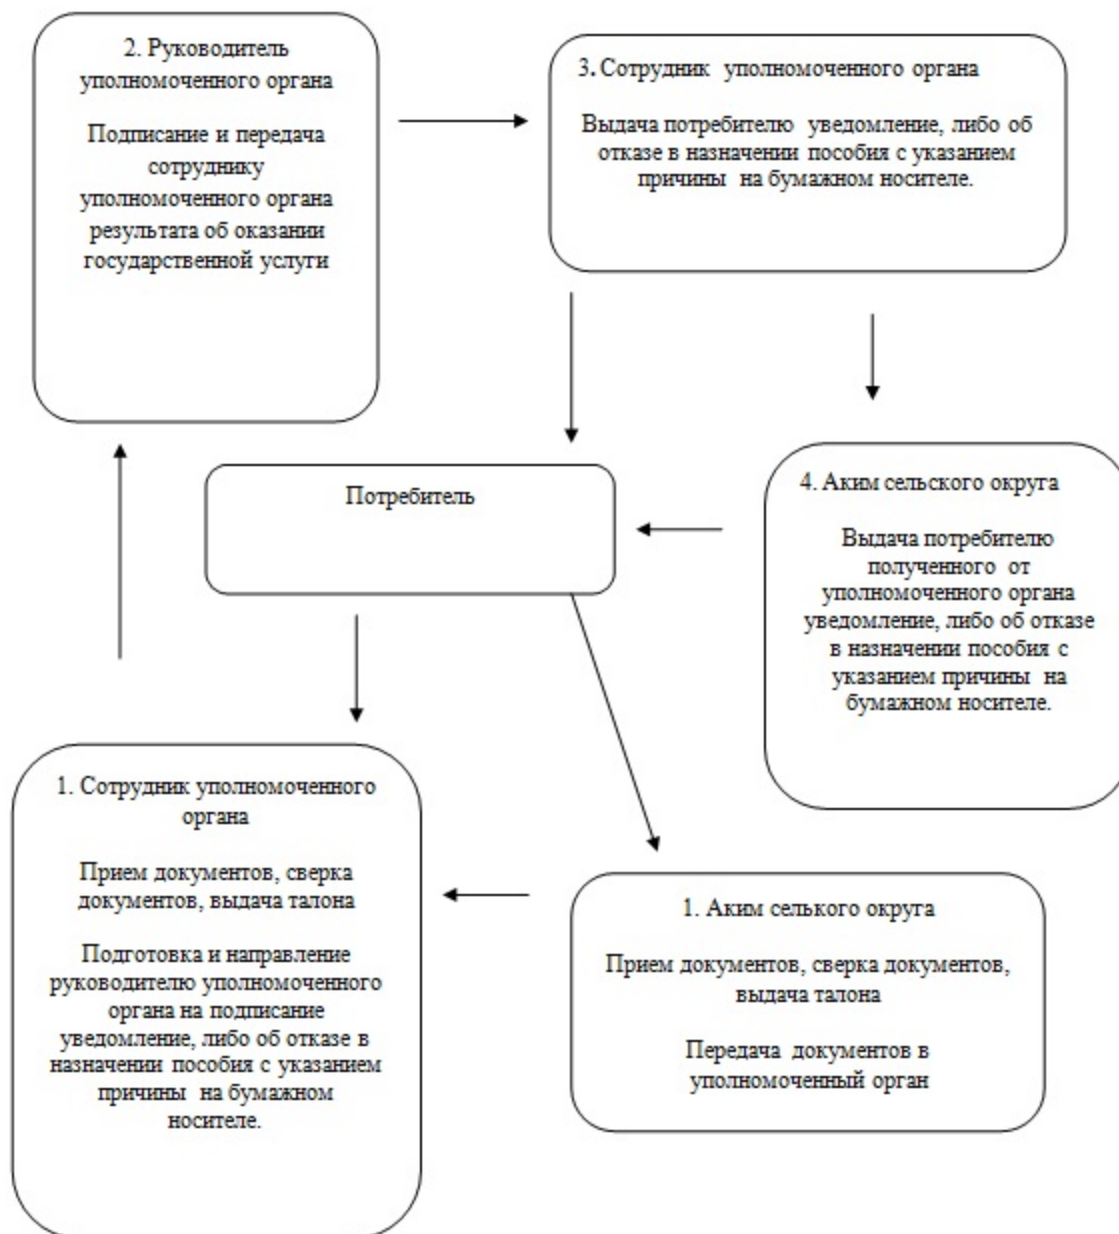 2. Руководитель
уполномоченного органа
Подписание и передача
сотруднику
уполномоченного органа
результата об оказании
государственной услуги
3. Сотрудник уполномоченного органа
Выдача потребителю уведомление, либо об
отказе в назначении пособия с указанием
причины на бумажном носителе.
Потребитель
4. Аким сельского округа
Выдача потребителю
полученного от
уполномоченного органа
уведомление, либо об отказе
в назначении пособия с
указанием причины на
бумажном носителе.
1. Сотрудник уполномоченного
органа
Прием документов, сверка
документов, выдача талона
Подготовка и направление
руководителю уполномоченного
органа на подписание
уведомление, либо об отказе в
назначении пособия с указанием
причины на бумажном
носителе.
1. Аким селького округа
Прием документов, сверка документов,
выдача талона
Передача документов в
уполномоченный орган